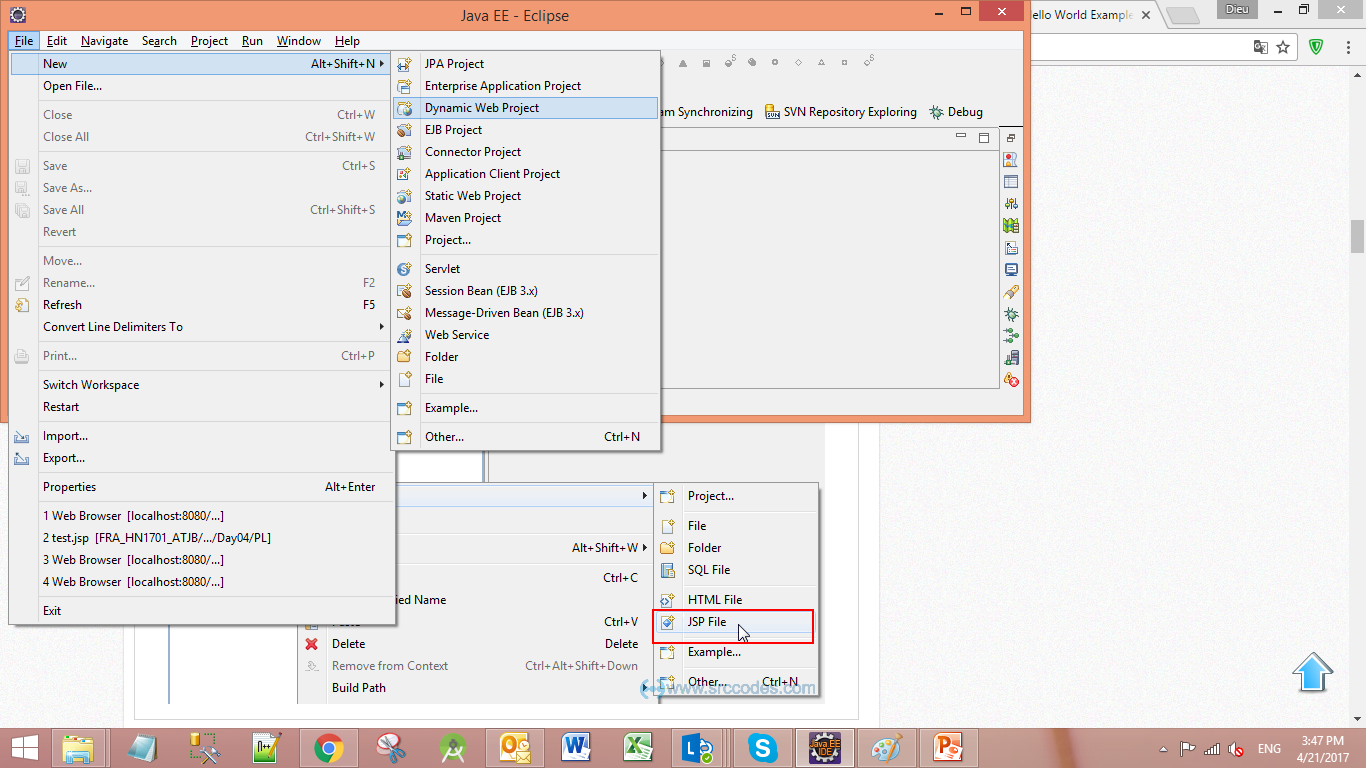 Java EE - Eclipse
ello World Example
Dieu
File Edit Navigate Search Project Run Window Help
New Alt+Shift+N
Open File...
Close Ctrl+W
Close All Ctrl+Shift+W
Save Ctrl+S
Save As...
Save All Ctrl+Shift+S
Revert
Move...
Rename... F2
Refresh F5
Convert Line Delimiters To
Print... Ctrl+P
Switch Workspace
Restart
Import...
Export...
Properties Alt+Enter
1 Web Browser [localhost:8080/...]
2 test.jsp [FRA_HN1701_ATJB/.../Day04/PL]
3 Web Browser [localhost:8080/...]
4 Web Browser [localhost:8080/...]
Exit
JPA Project
Enterprise Application Project
Dynamic Web Project
EJB Project
Connector Project
Application Client Project
Static Web Project
Maven Project
Project...
Servlet
Session Bean (EJB 3.x)
Message-Driven Bean (EJB 3.x)
Web Service
Folder
File
Example...
Other... Ctrl+N
am Synchronizing SVN Repository Exploring Debug
Alt+Shift+W
Ctrl+C
ied Name
Ctrl+V
Delete Delete
Remove from Context Ctrl+Alt+Shift+Down
Build Path
Project...
File
Folder
SQL File
HTML File
JSP File
Example...
Other... Ctrl+N
www.srccodes.com
Java EE
IDE
ENG
3:47 PM
4/21/2017